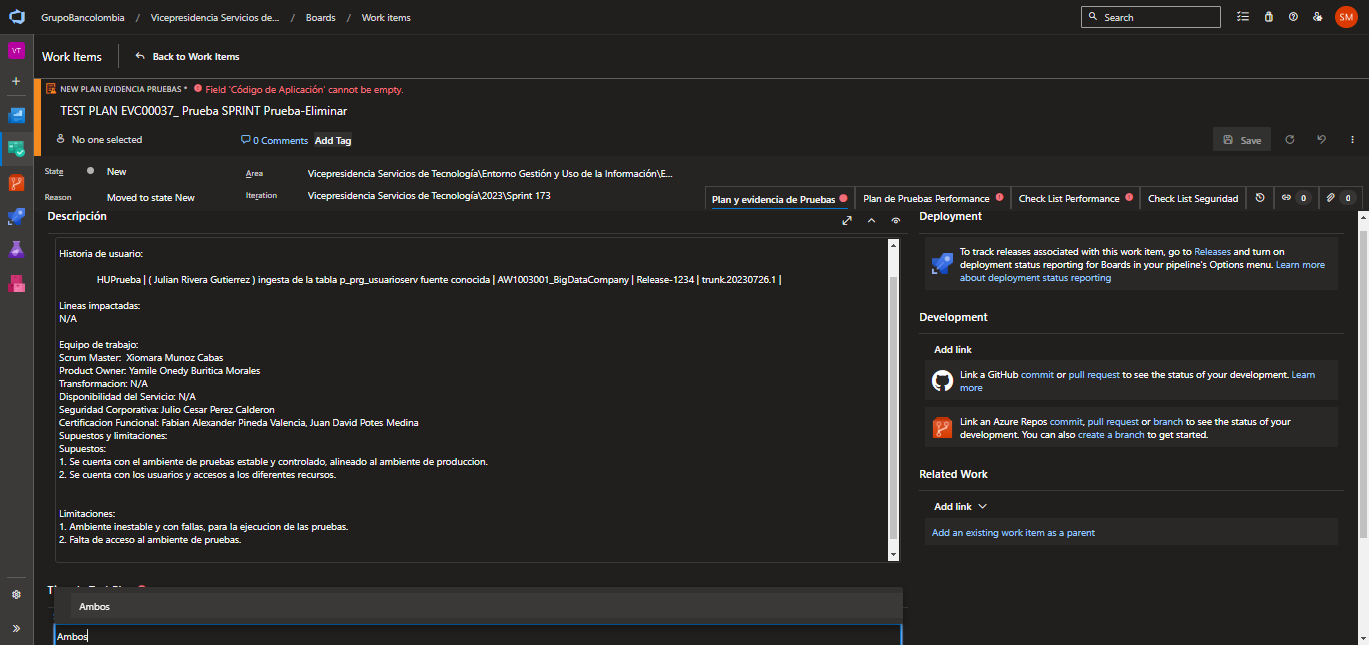 GrupoBancolombia / Vicepresidencia Servicios de... / Boards / Work items
Search
SM
VT
Work Items
Back to Work Items
NEW PLAN EVIDENCIA PRUEBAS * Field 'Código de Aplicación' cannot be empty.
TEST PLAN EVC00037_ Prueba SPRINT Prueba-Eliminar
No one selected
0 Comments
Add Tag
Save
State
New
Area
Vicepresidencia Servicios de Tecnología\Entorno Gestión y Uso de la Información\E...
Reason
Moved to state New
Iteration
Vicepresidencia Servicios de Tecnología\2023\Sprint 173
Plan y evidencia de Pruebas
Plan de Pruebas Performance
Check List Performance
Check List Seguridad
0
0
Descripción
Historia de usuario:
HUPrueba | ( Julian Rivera Gutierrez ) ingesta de la tabla p_prg_usuarioserv fuente conocida | AW1003001_BigDataCompany | Release-1234 | trunk.20230726.1 |
Lineas impactadas:
N/A
Equipo de trabajo:
Scrum Master: Xiomara Munoz Cabas
Product Owner: Yamile Onedy Buritica Morales
Transformacion: N/A
Disponibilidad del Servicio: N/A
Seguridad Corporativa: Julio Cesar Perez Calderon
Certificacion Funcional: Fabian Alexander Pineda Valencia, Juan David Potes Medina
Supuestos y limitaciones:
Supuestos:
1. Se cuenta con el ambiente de pruebas estable y controlado, alineado al ambiente de produccion.
2. Se cuenta con los usuarios y accesos a los diferentes recursos.
Limitaciones:
1. Ambiente inestable y con fallas, para la ejecucion de las pruebas.
2. Falta de acceso al ambiente de pruebas.
Ambos
Ambos
Deployment
To track releases associated with this work item, go to Releases and turn on
deployment status reporting for Boards in your pipeline's Options menu. Learn more
about deployment status reporting
Development
Add link
Link a GitHub commit or pull request to see the status of your development. Learn
more
Link an Azure Repos commit, pull request or branch to see the status of your
development. You can also create a branch to get started.
Related Work
Add link
Add an existing work item as a parent